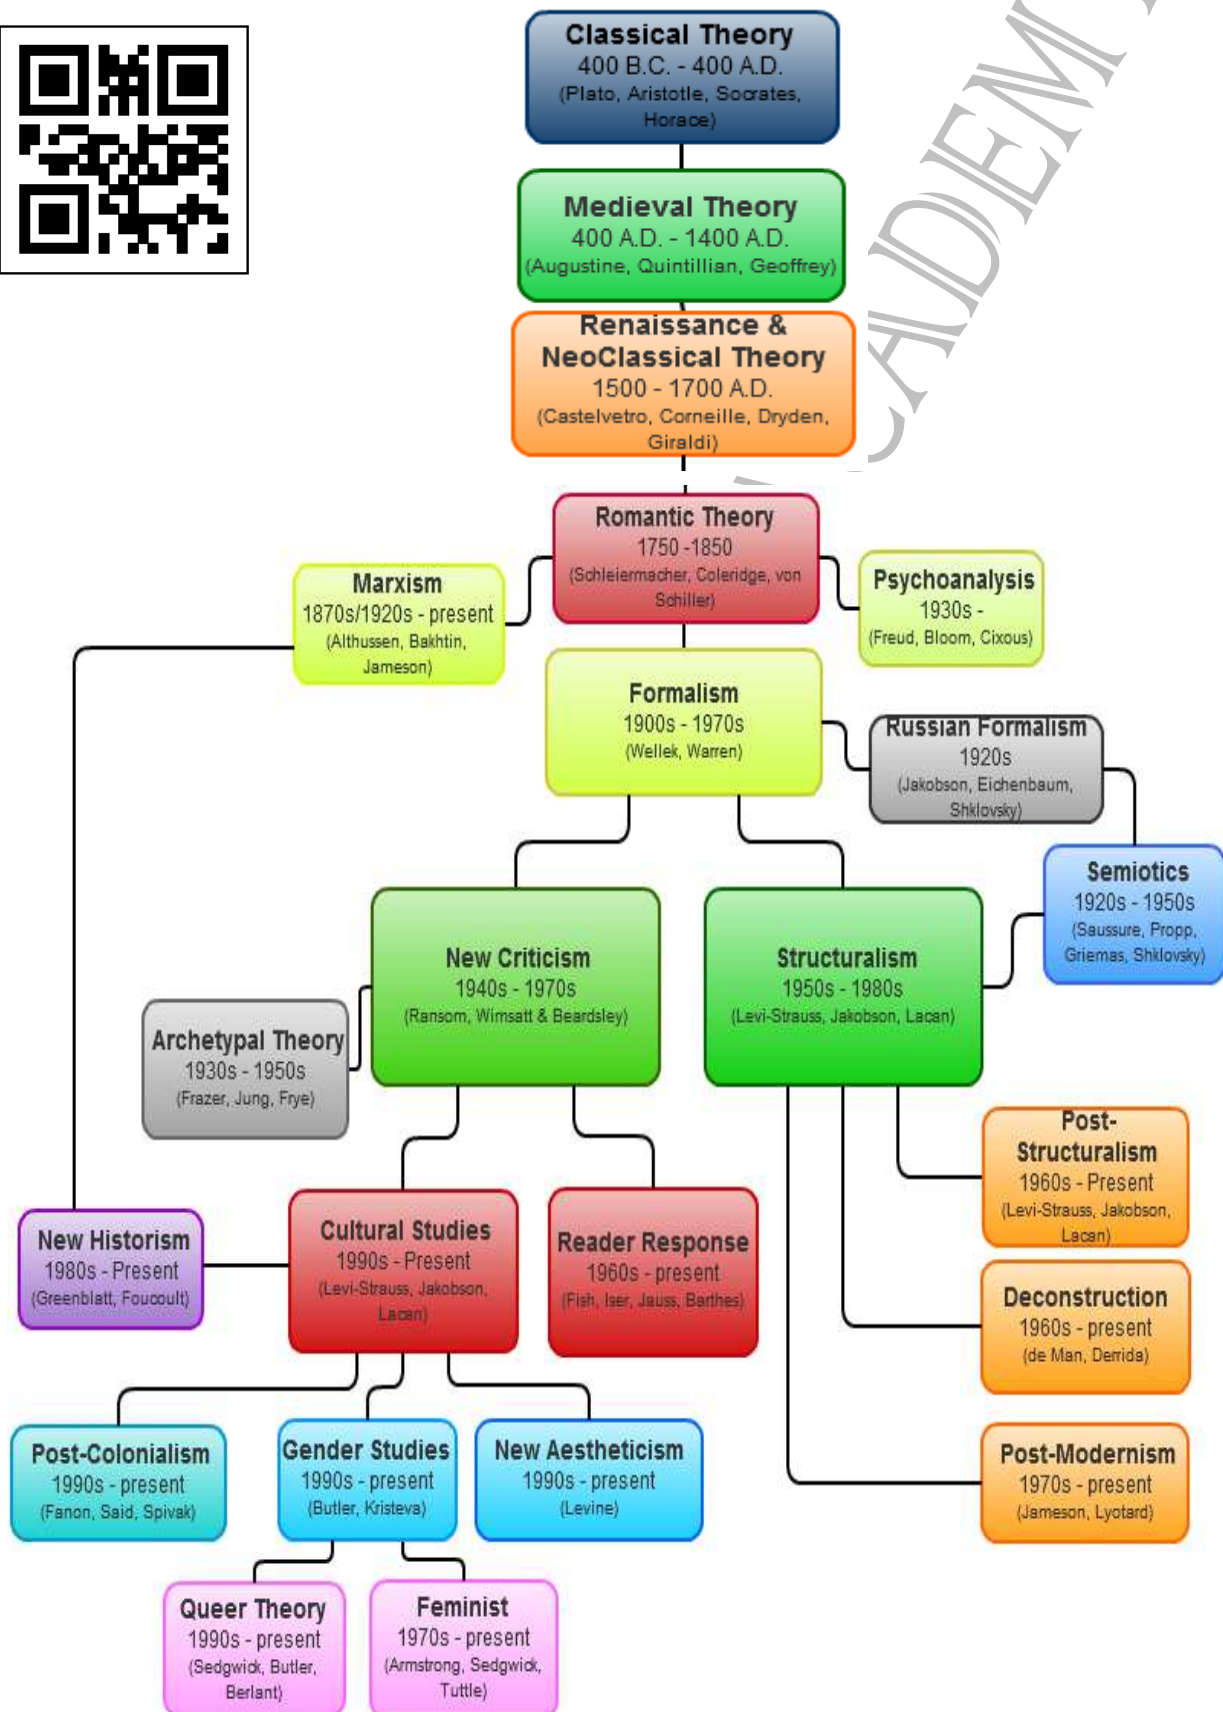 Classical Theory
400 B.C. - 400 A.D.
(Plato, Aristotle, Socrates,
Horace)
Medieval Theory
400 A.D. - 1400 A.D.
(Augustine, Quintillian, Geoffrey)
Renaissance &
NeoClassical Theory
1500 - 1700 A.D.
(Castelvetro, Corneille, Dryden,
Giraldi)
Romantic Theory
1750 -1850
(Schleiermacher, Coleridge, von
Schiller)
Marxism
1870s/1920s - present
(Althussen, Bakhtin,
Jameson)
Psychoanalysis
1930s -
(Freud, Bloom, Cixous)
Formalism
1900s - 1970s
(Wellek, Warren)
Russian Formalism
1920s
(Jakobson, Eichenbaum,
Shklovsky)
Semiotics
1920s - 1950s
(Saussure, Propp,
Griemas, Shklovsky)
New Criticism
1940s - 1970s
(Ransom, Wimsatt & Beardsley)
Structuralism
1950s - 1980s
(Levi-Strauss, Jakobson, Lacan)
Archetypal Theory
1930s - 1950s
(Frazer, Jung, Frye)
Post-
Structuralism
1960s - Present
(Levi-Strauss, Jakobson,
Lacan)
New Historism
1980s - Present
(Greenblatt, Foucoult)
Cultural Studies
1990s - Present
(Levi-Strauss, Jakobson,
Lacan)
Reader Response
1960s - present
(Fish, Iser, Jauss, Barthes)
Deconstruction
1960s - present
(de Man, Derrida)
Post-Colonialism
1990s - present
(Fanon, Said, Spivak)
Gender Studies
1990s - present
(Butler, Kristeva)
New Aestheticism
1990s - present
(Levine)
Post-Modernism
1970s - present
(Jameson, Lyotard)
Queer Theory
1990s - present
(Sedgwick, Butler,
Berlant)
Feminist
1970s - present
(Armstrong, Sedgwick,
Tuttle)
CADEM